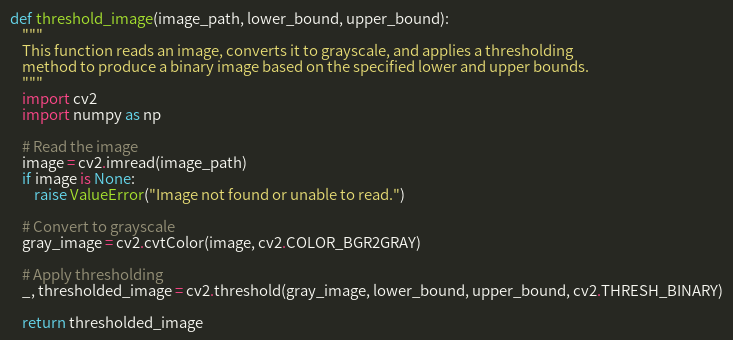 def threshold_image(image_path, lower_bound, upper_bound):
    """
    This function reads an image, converts it to grayscale, and applies a thresholding
    method to produce a binary image based on the specified lower and upper bounds.
    """
    import cv2
    import numpy as np

    # Read the image
    image = cv2.imread(image_path)
    if image is None:
        raise ValueError("Image not found or unable to read.")

    # Convert to grayscale
    gray_image = cv2.cvtColor(image, cv2.COLOR_BGR2GRAY)

    # Apply thresholding
    _, thresholded_image = cv2.threshold(gray_image, lower_bound, upper_bound, cv2.THRESH_BINARY)

    return thresholded_image